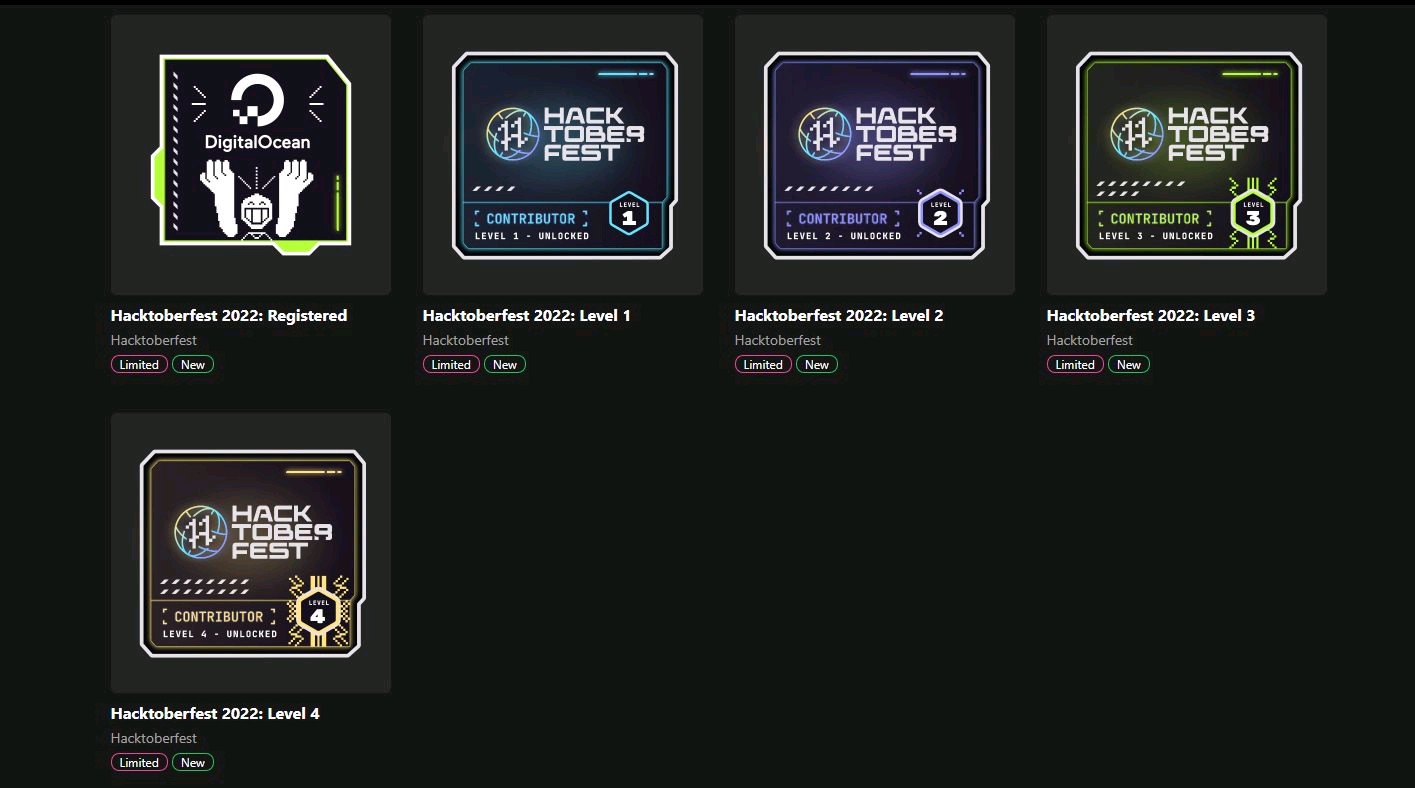 DigitalOcean
Hacktoberfest 2022: Registered
Hacktoberfest
Limited New
HACK
TOBER
FEST
[ CONTRIBUTOR ]
LEVEL 1 - UNLOCKED
LEVEL
1
Hacktoberfest 2022: Level 1
Hacktoberfest
Limited New
HACK
TOBER
FEST
[ CONTRIBUTOR ]
LEVEL 2 - UNLOCKED
LEVEL
2
Hacktoberfest 2022: Level 2
Hacktoberfest
Limited New
HACK
TOBER
FEST
[ CONTRIBUTOR ]
LEVEL 3 - UNLOCKED
LEVEL
3
Hacktoberfest 2022: Level 3
Hacktoberfest
Limited New
HACK
TOBER
FEST
[ CONTRIBUTOR ]
LEVEL 4 - UNLOCKED
LEVEL
4
Hacktoberfest 2022: Level 4
Hacktoberfest
Limited New